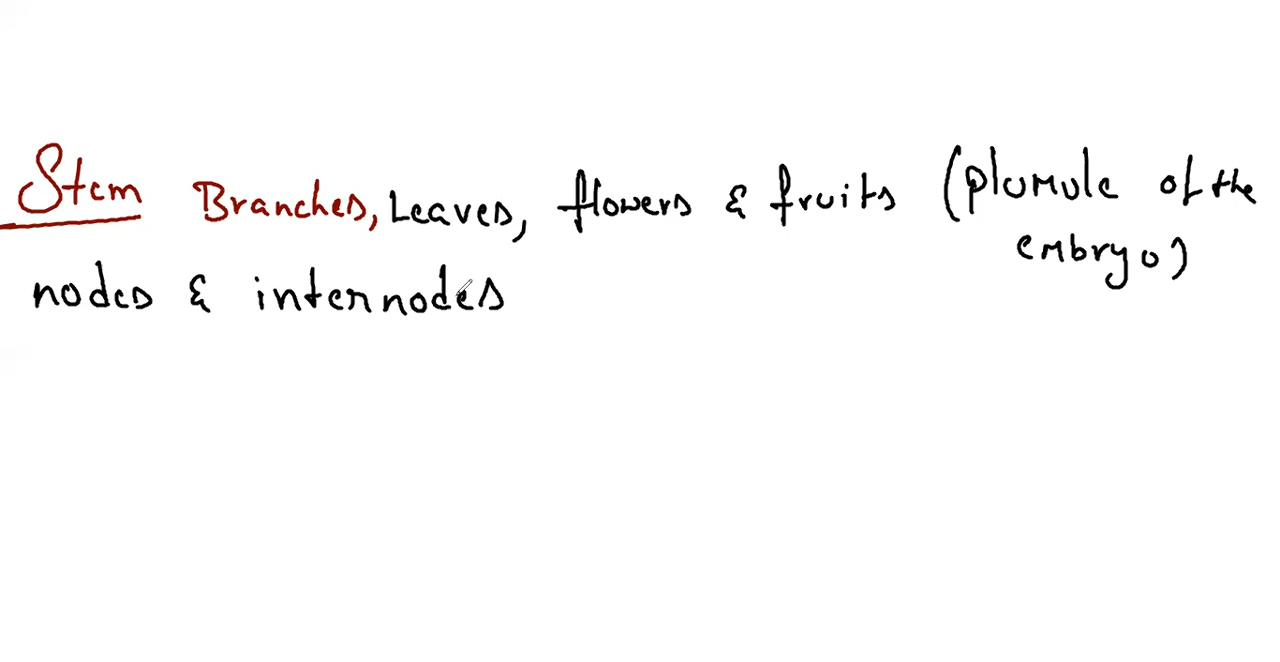 Stem Branches, Leaves, flowers & fruits (plumule of the
embryo)
nodes & internodes